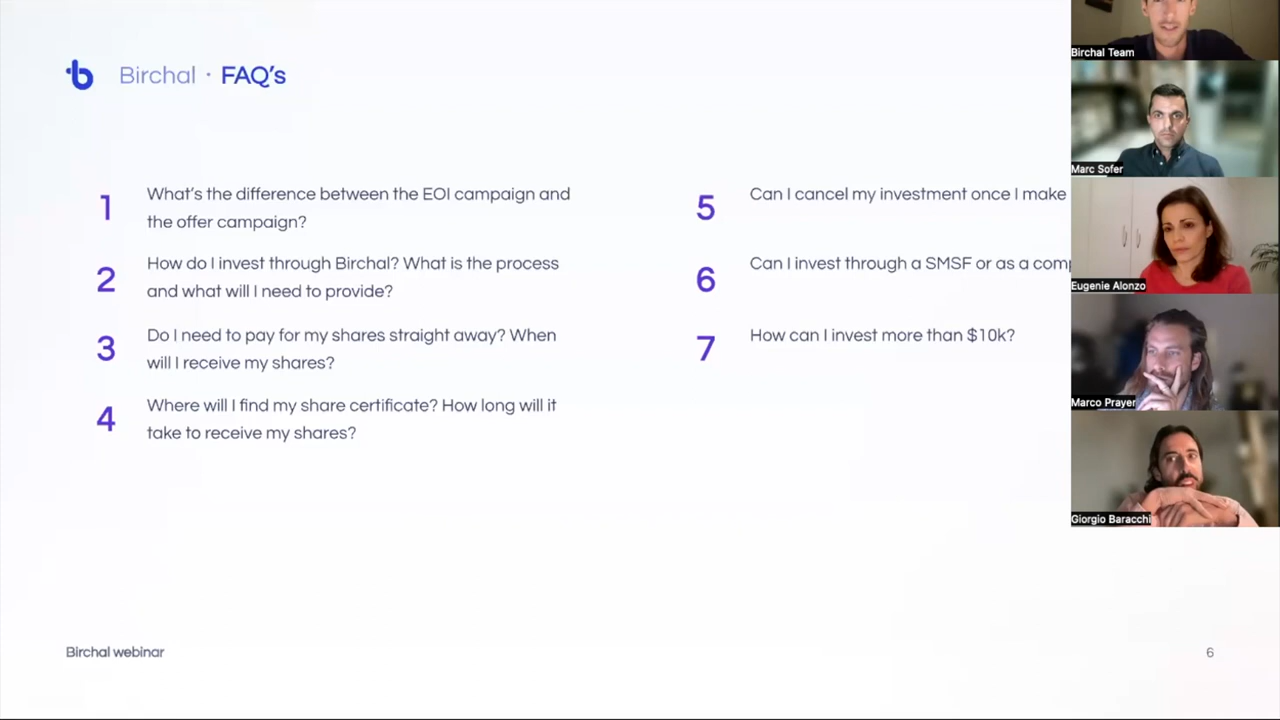 Birchal · FAQ's
1
What's the difference between the EOI campaign and
the offer campaign?
2
How do I invest through Birchal? What is the process
and what will I need to provide?
3
Do I need to pay for my shares straight away? When
will I receive my shares?
4
Where will I find my share certificate? How long will it
take to receive my shares?
5
Can I cancel my investment once I make
6
Can I invest through a SMSF or as a
7
How can I invest more than $10k?
Birchal Team
Marc Sofer
Eugenie Alonzo
Marco Prayer
Giorgio Baracchi
Birchal webinar
6